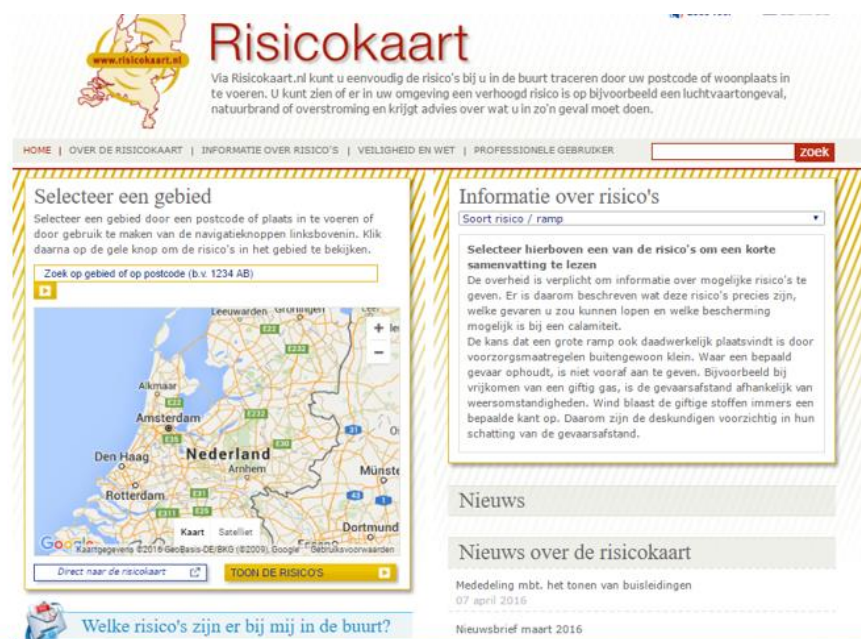 www.risicokaart.nl
Risicokaart
Via Risicokaart.nl kunt u eenvoudig de risico's bij u in de buurt traceren door uw postcode of woonplaats in
te voeren. U kunt zien of er in uw omgeving een verhoogd risico is op bijvoorbeeld een luchtvaartongeval,
natuurbrand of overstroming en krijgt advies over wat u in zo'n geval moet doen.
HOME | OVER DE RISICOKAART | INFORMATIE OVER RISICO'S | VEILIGHEID EN WET | PROFESSIONELE GEBRUIKER
zoek
Selecteer een gebied
Selecteer een gebied door een postcode of plaats in te voeren of
door gebruik te maken van de navigatieknoppen linksbovenin. Klik
daarna op de gele knop om de risico's in het gebied te bekijken.
Zoek op gebied of op postcode (b.v. 1234 AB)
Leeuwarden Groningen
E22
E232
Alkmaar
E22
Amsterdam
E232
E35
31
Den Haag
Nederland
E30
Arnhem
Münste
Rotterdam
E31
43
1
E311
E25
Kaart
Satelliet
Dortmund
Google
Kaartgegevens ©2016 GeoBasis-DE/BKG (©2009), Google
Gebruiksvoorwaarden
Direct naar de risicokaart
TOON DE RISICO'S
Welke risico's zijn er bij mij in de buurt?
Informatie over risico's
Soort risico / ramp
Selecteer hierboven een van de risico's om een korte
samenvatting te lezen
De overheid is verplicht om informatie over mogelijke risico's te
geven. Er is daarom beschreven wat deze risico's precies zijn,
welke gevaren u zou kunnen lopen en welke bescherming
mogelijk is bij een calamiteit.
De kans dat een grote ramp ook daadwerkelijk plaatsvindt is door
voorzorgsmaatregelen buitengewoon klein. Waar een bepaald
gevaar ophoudt, is niet vooraf aan te geven. Bijvoorbeeld bij
vrijkomen van een giftig gas, is de gevaarsafstand afhankelijk van
weersomstandigheden. Wind blaast de giftige stoffen immers een
bepaalde kant op. Daarom zijn de deskundigen voorzichtig in hun
schatting van de gevaarsafstand.
Nieuws
Nieuws over de risicokaart
Mededeling mbt. het tonen van buisleidingen
07 april 2016
Nieuwsbrief maart 2016